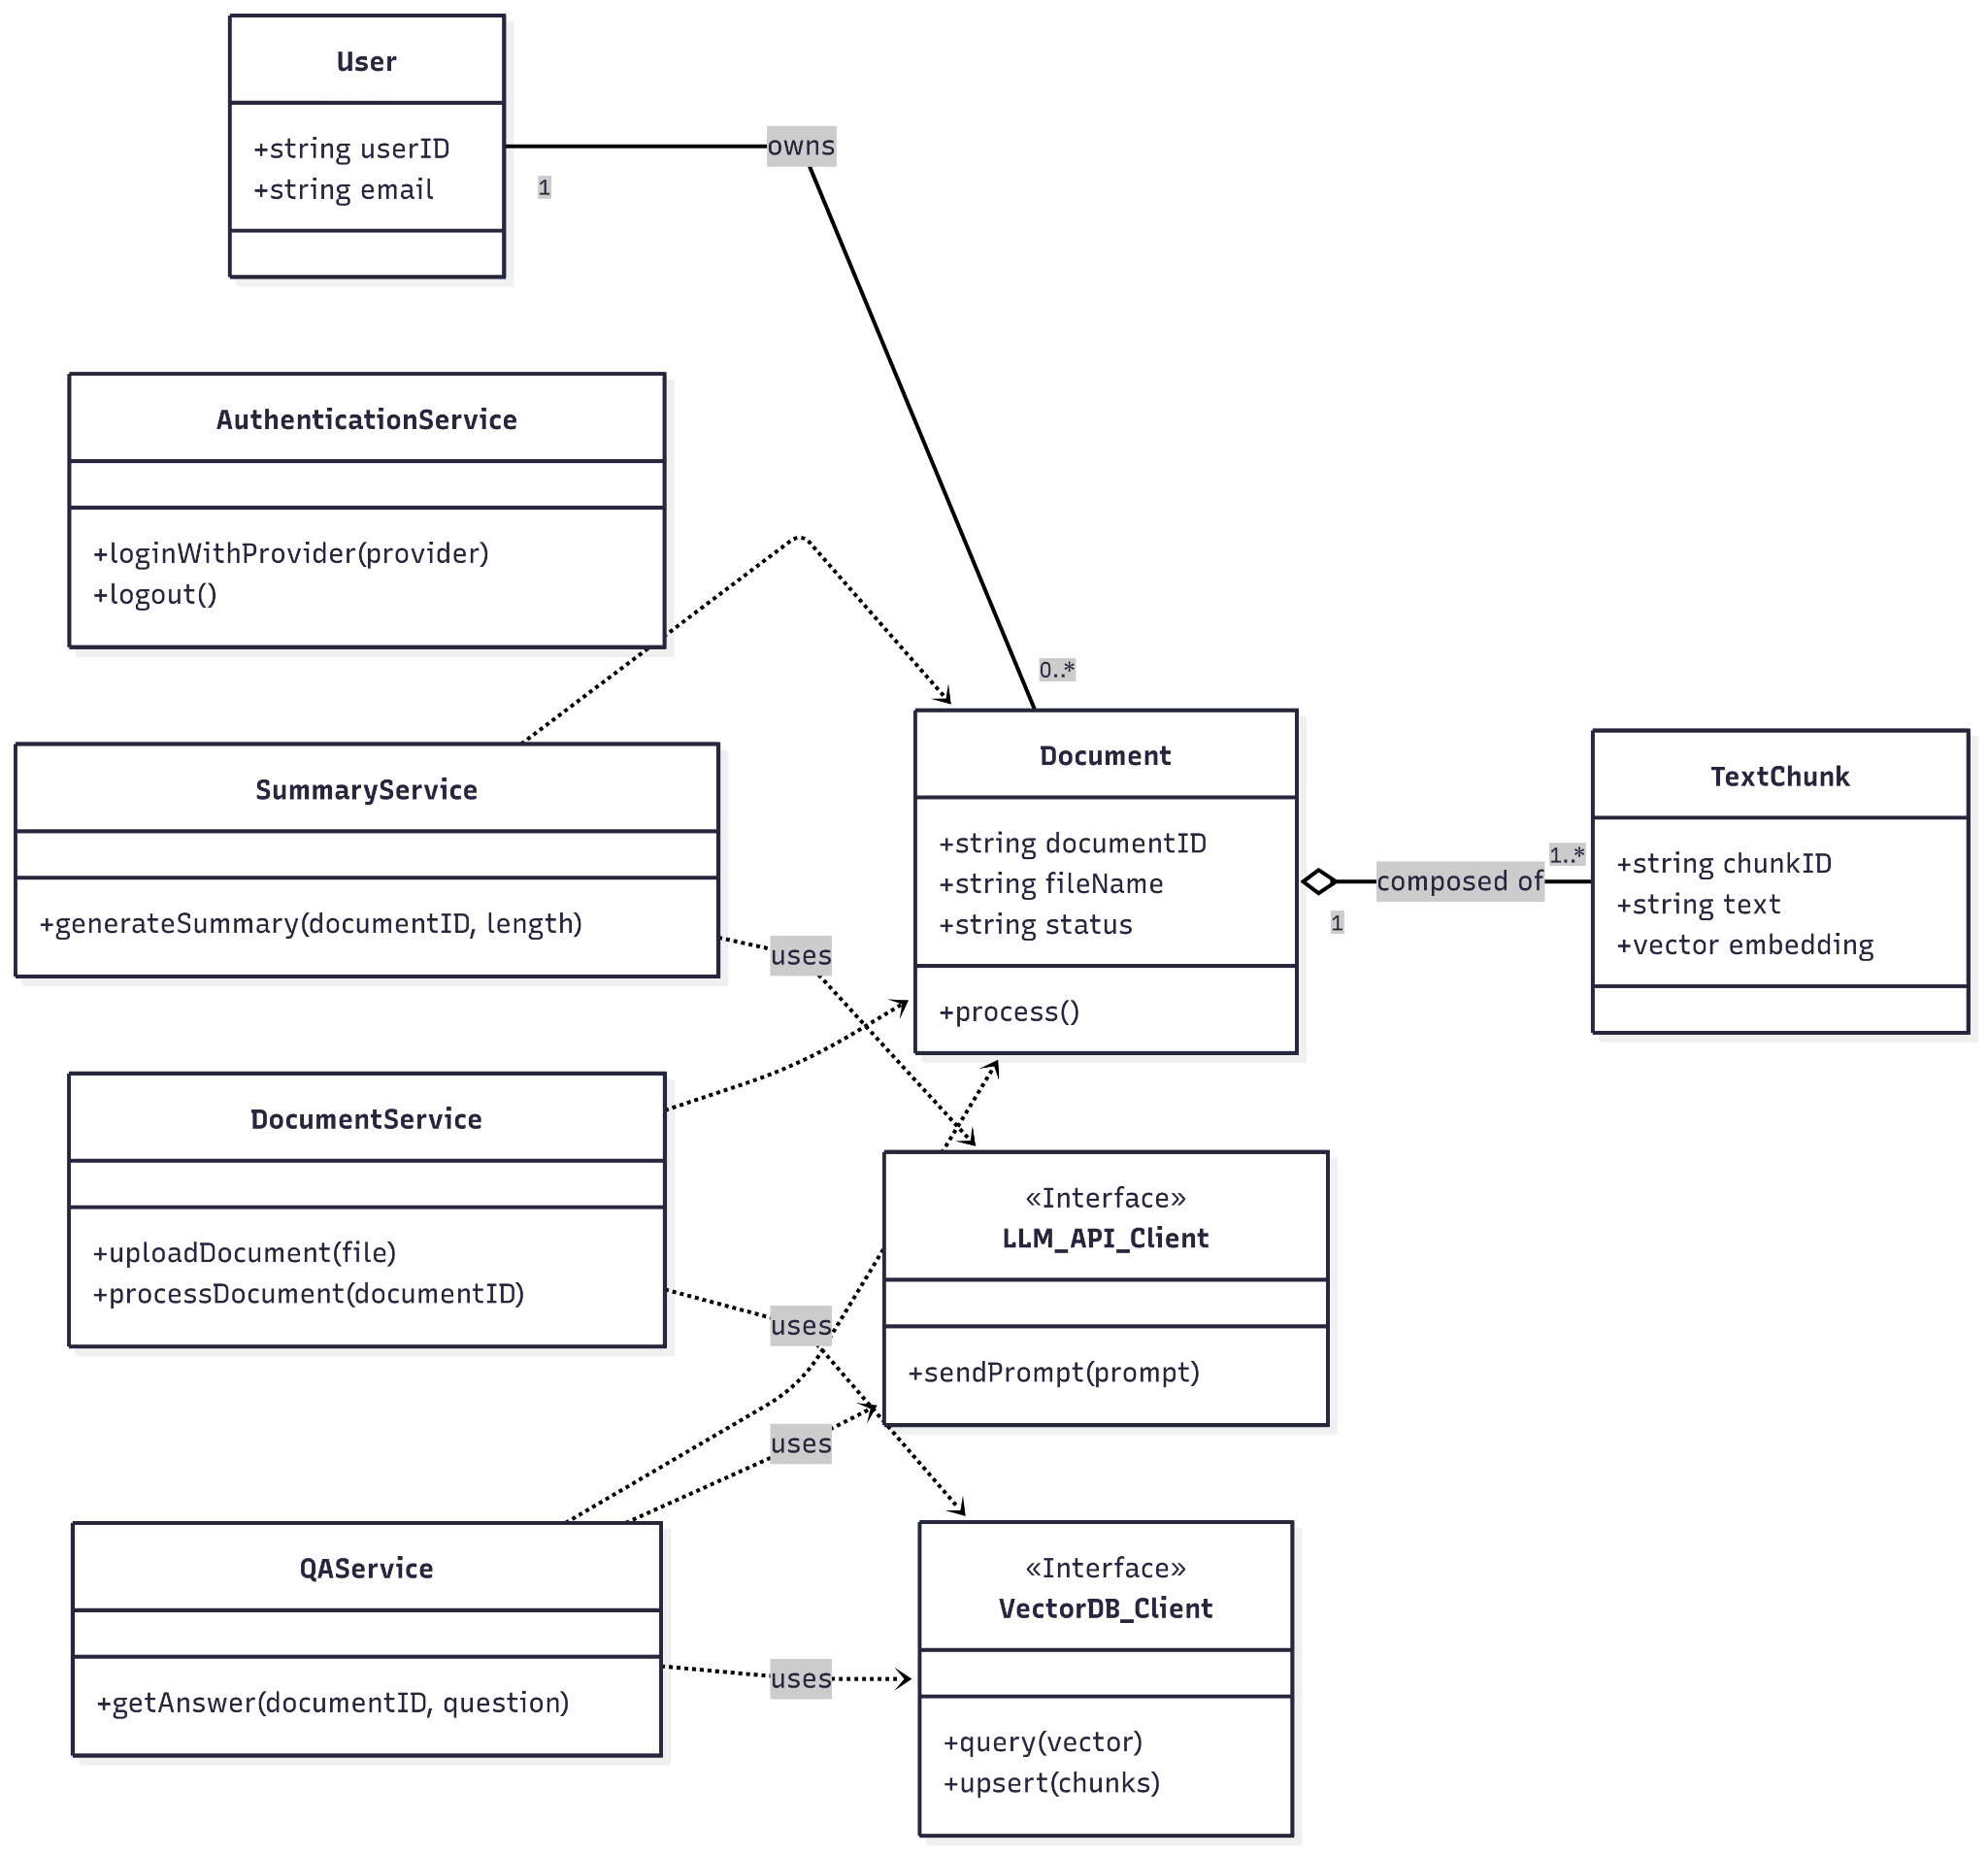 User
+string userID
+string email
owns
1
AuthenticationService
+loginWithProvider(provider)
+logout()
0..*
SummaryService
+generateSummary(documentID, length)
Document
+string documentID
+string fileName
+string status
+process()
composed of
1..*
1
TextChunk
+string chunkID
+string text
+vector embedding
uses
DocumentService
+uploadDocument(file)
+processDocument(documentID)
«Interface»
LLM_API_Client
+sendPrompt(prompt)
uses
uses
QAService
+getAnswer(documentID, question)
uses
«Interface»
VectorDB_Client
+query(vector)
+upsert(chunks)